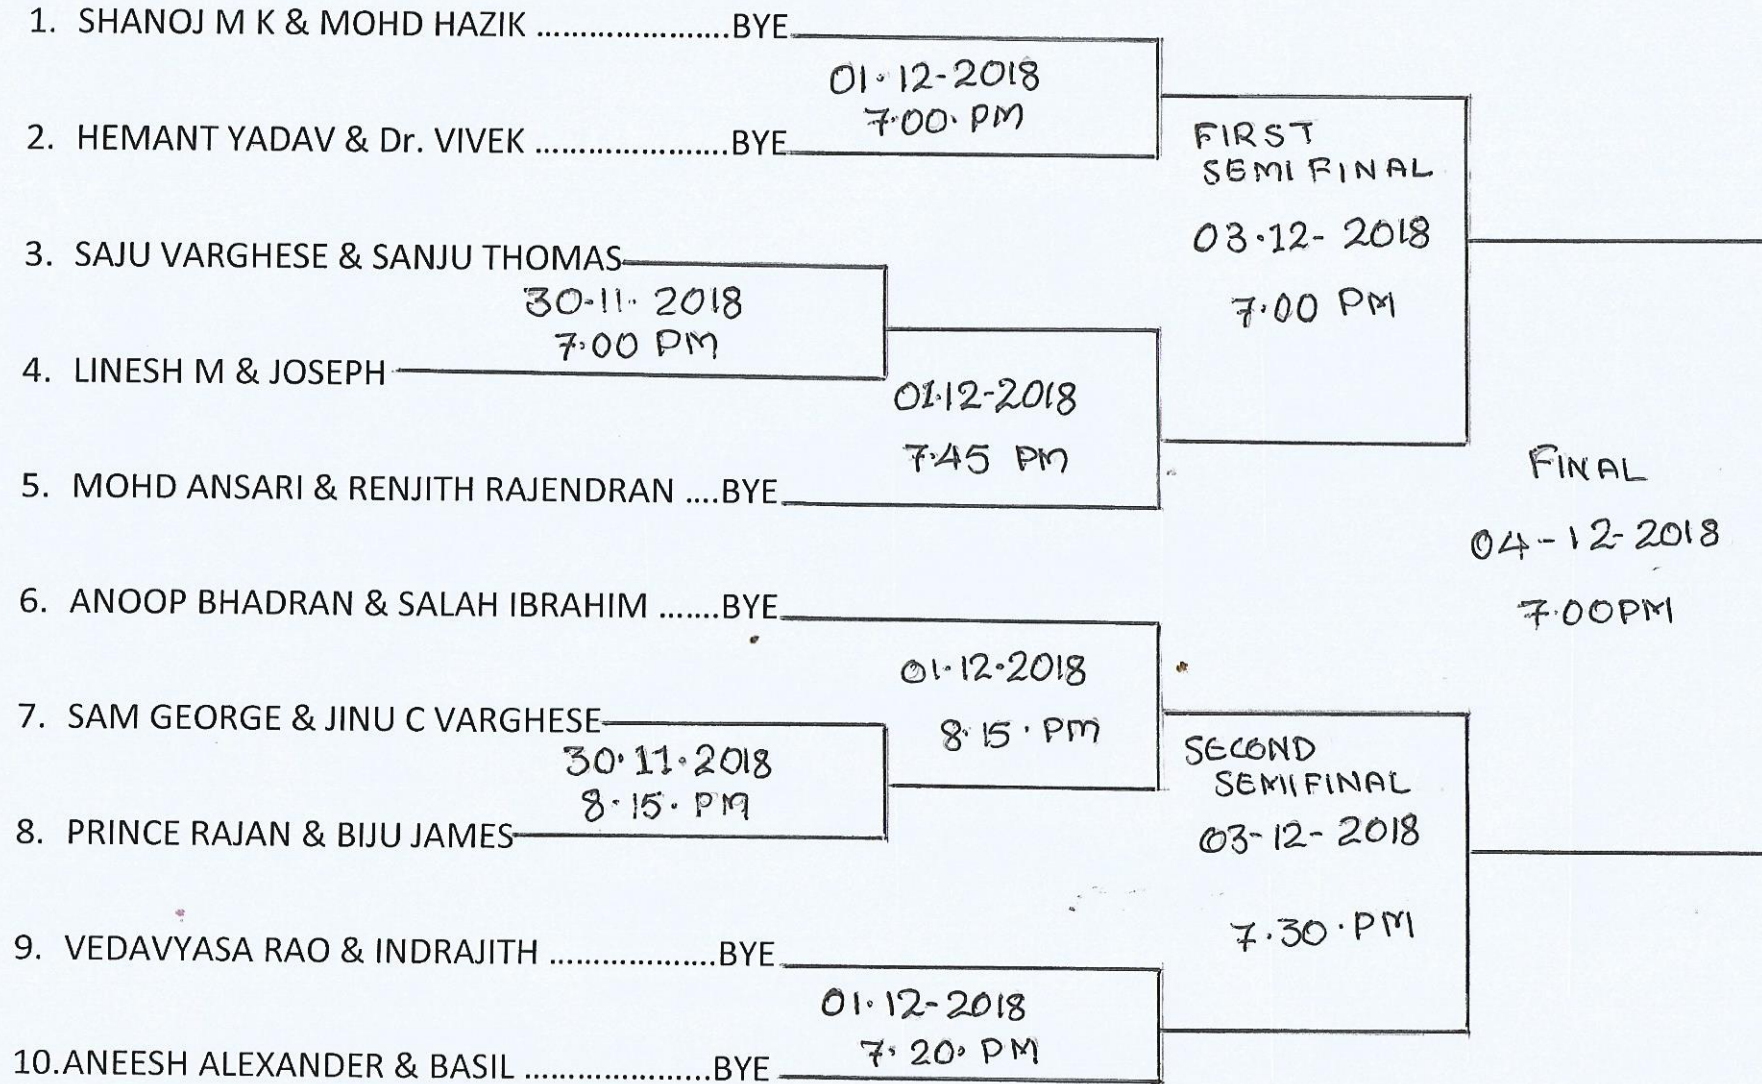 1. SHANOJ M K & MOHD HAZIK ......................BYE
01.12-2018
7.00. PM
2. HEMANT YADAV & Dr. VIVEK ......................BYE
FIRST
SEMI FINAL
03.12- 2018
7.00 PM
3. SAJU VARGHESE & SANJU THOMAS
30.11. 2018
7.00 PM
4. LINESH M & JOSEPH
01.12-2018
7.45 PM
5. MOHD ANSARI & RENJITH RAJENDRAN ....BYE
FINAL
04-12-2018
7.00PM
6. ANOOP BHADRAN & SALAH IBRAHIM .......BYE
01.12.2018
8.15. PM
7. SAM GEORGE & JINU C VARGHESE
30.11.2018
8.15. PM
8. PRINCE RAJAN & BIJU JAMES
SECOND
SEMIFINAL
03-12-2018
7.30.PM
9. VEDAVYASA RAO & INDRAJITH ...................BYE
01.12-2018
7.20. PM
10.ANEESH ALEXANDER & BASIL .....................BYE